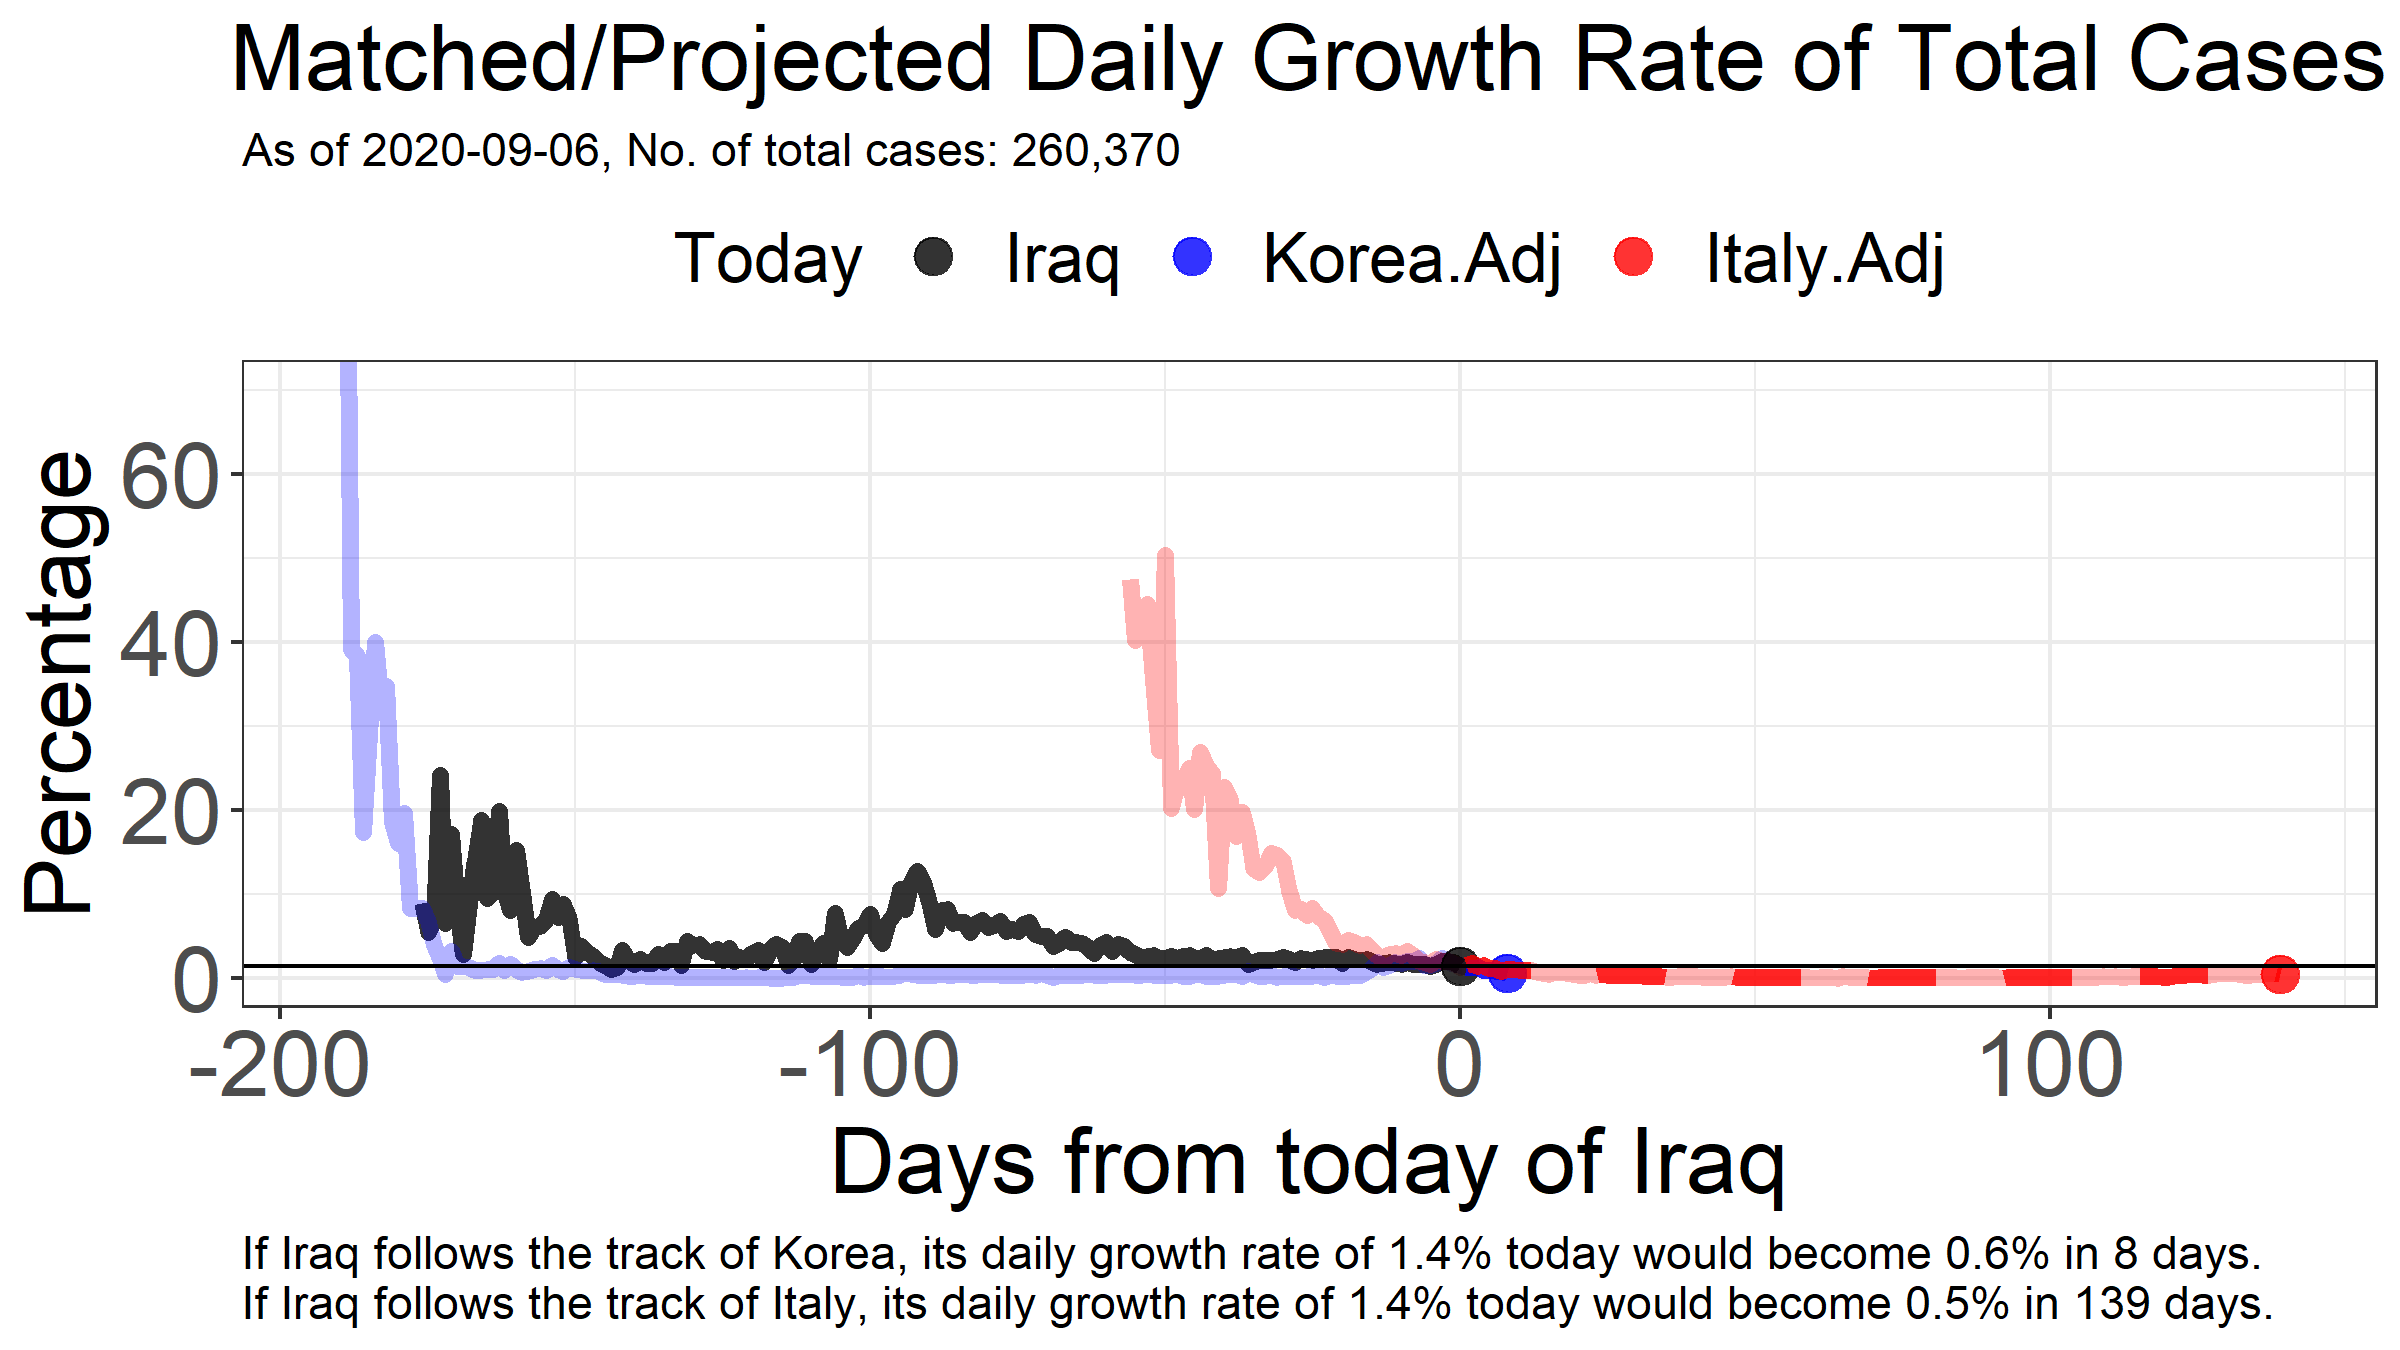 Matched/Projected Daily Growth Rate of Total Cases
As of 2020-09-06, No. of total cases: 260,370
Today Iraq Korea.Adj Italy.Adj
Percentage
60
40
20
0
-200 -100 0 100
Days from today of Iraq
If Iraq follows the track of Korea, its daily growth rate of 1.4% today would become 0.6% in 8 days.
If Iraq follows the track of Italy, its daily growth rate of 1.4% today would become 0.5% in 139 days.